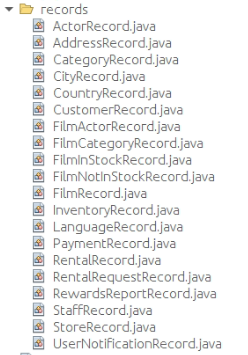 records
ActorRecord.java
AddressRecord.java
CategoryRecord.java
CityRecord.java
CountryRecord.java
CustomerRecord.java
FilmActorRecord.java
FilmCategoryRecord.java
FilmInStockRecord.java
FilmNotInStockRecord.java
FilmRecord.java
InventoryRecord.java
LanguageRecord.java
PaymentRecord.java
RentalRecord.java
RentalRequestRecord.java
RewardsReportRecord.java
StaffRecord.java
StoreRecord.java
UserNotificationRecord.java